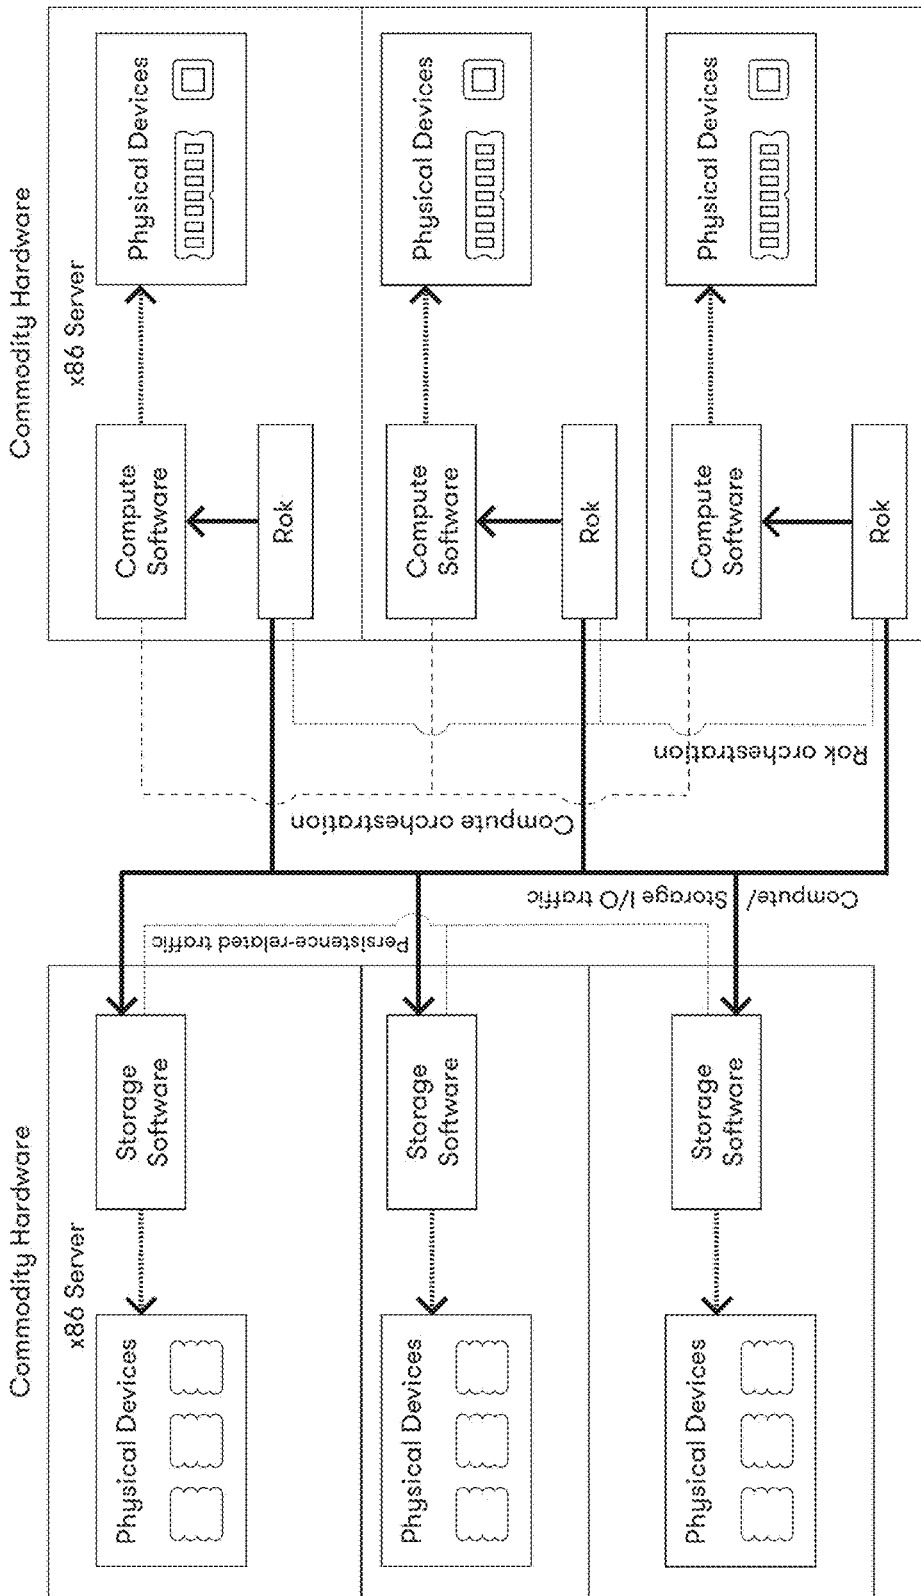 Commodity Hardware
x86 Server
Physical Devices
Storage
Software
Physical Devices
Storage
Software
Physical Devices
Storage
Software
Persistence-related traffic
Compute/
Storage I/O traffic
Compute orchestration
Rok orchestration
Commodity Hardware
x86 Server
Compute
Software
Physical Devices
Rok
Compute
Software
Physical Devices
Rok
Compute
Software
Physical Devices
Rok